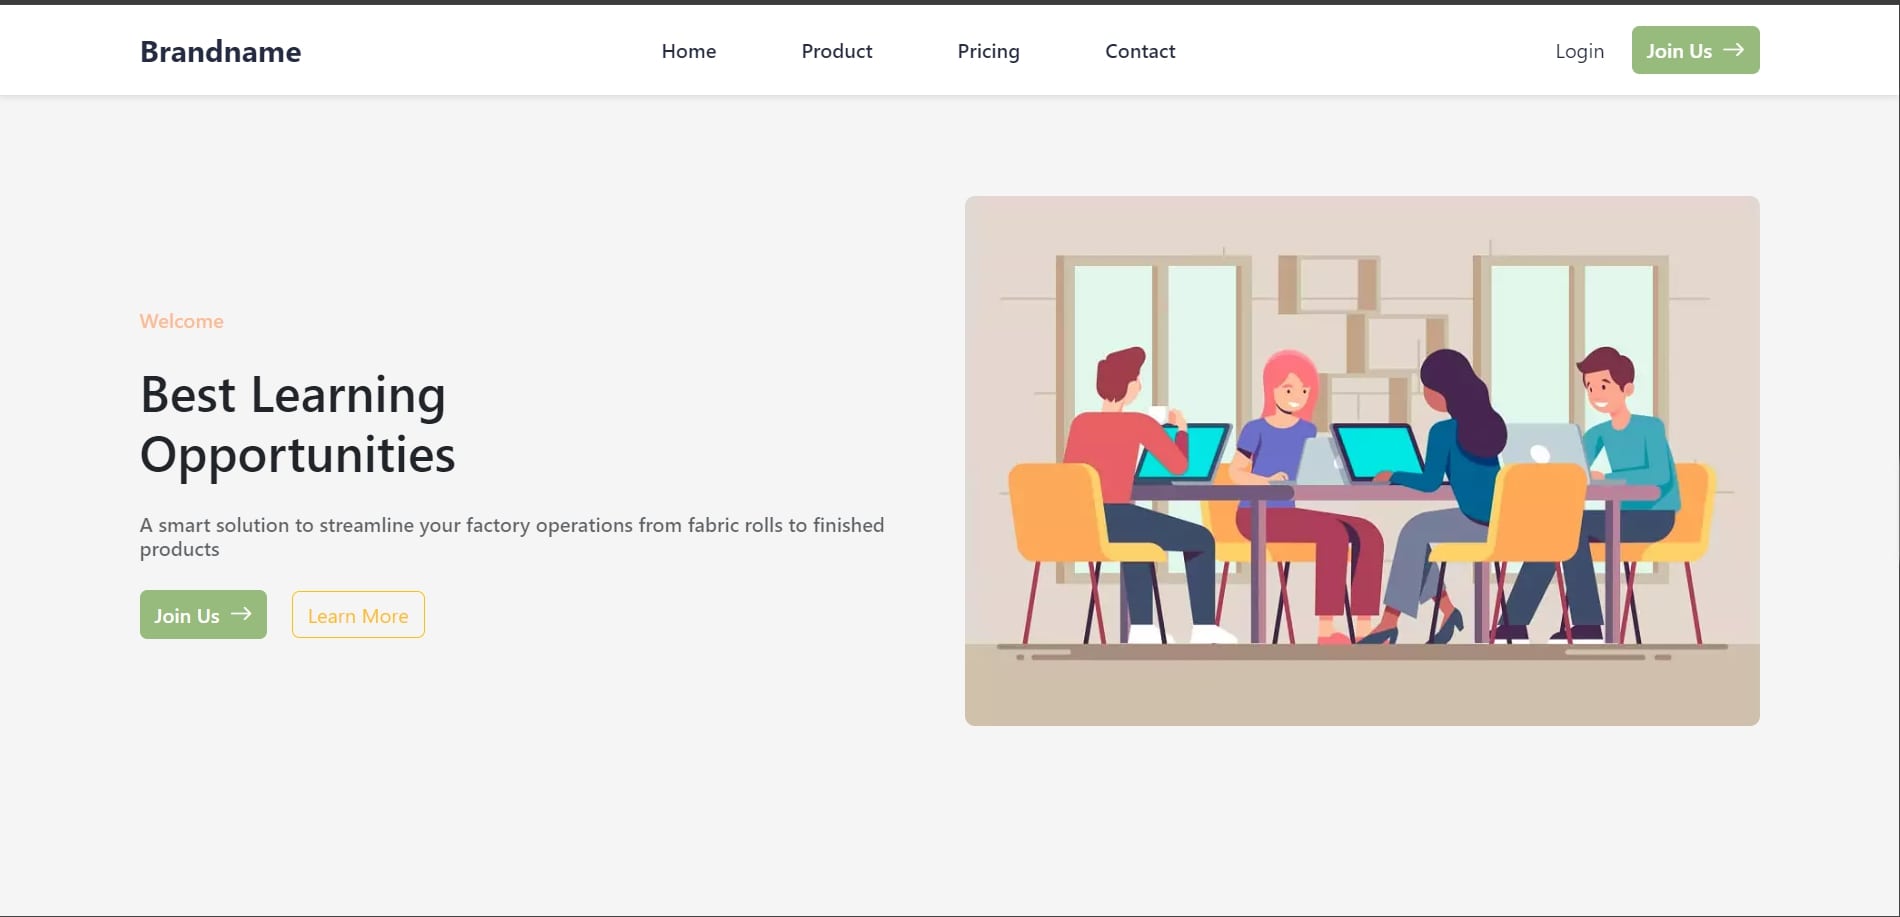 Brandname
Home
Product
Pricing
Contact
Login
Join Us
Welcome
Best Learning
Opportunities
A smart solution to streamline your factory operations from fabric rolls to finished
products
Join Us
Learn More